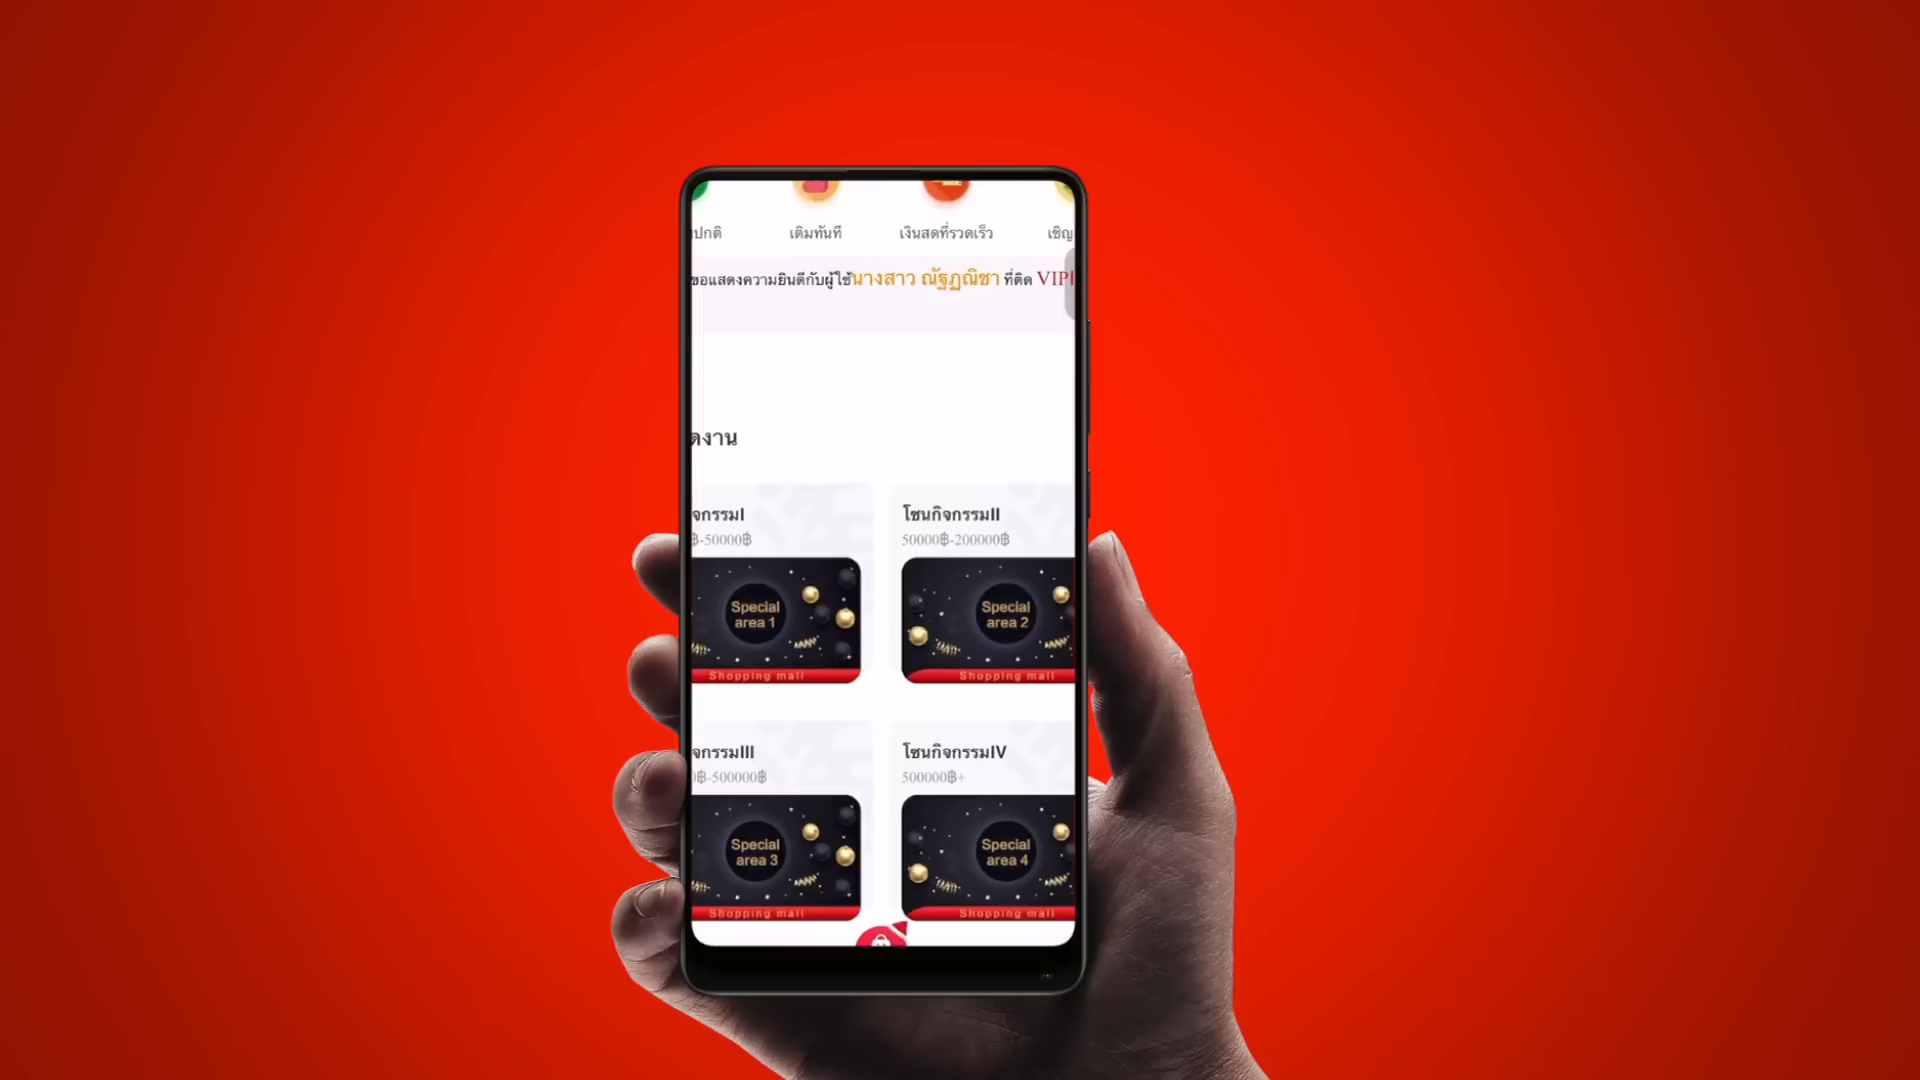 ปกติ
เติมทันที
เงินสดที่รวดเร็ว
เชิญ
ขอแสดงความยินดีกับผู้ใช้นางสาว ณัฐฏณิชา ที่ติด VIP
ดงาน
จกรรมI
โซนกิจกรรมII
฿-50000฿
50000฿-200000฿
Special
area 1
Special
area 2
Shopping mall
Shopping mall
จกรรมIII
โซนกิจกรรมIV
0฿-500000฿
500000฿+
Special
area 3
Special
area 4
Shopping mall
Shopping mall